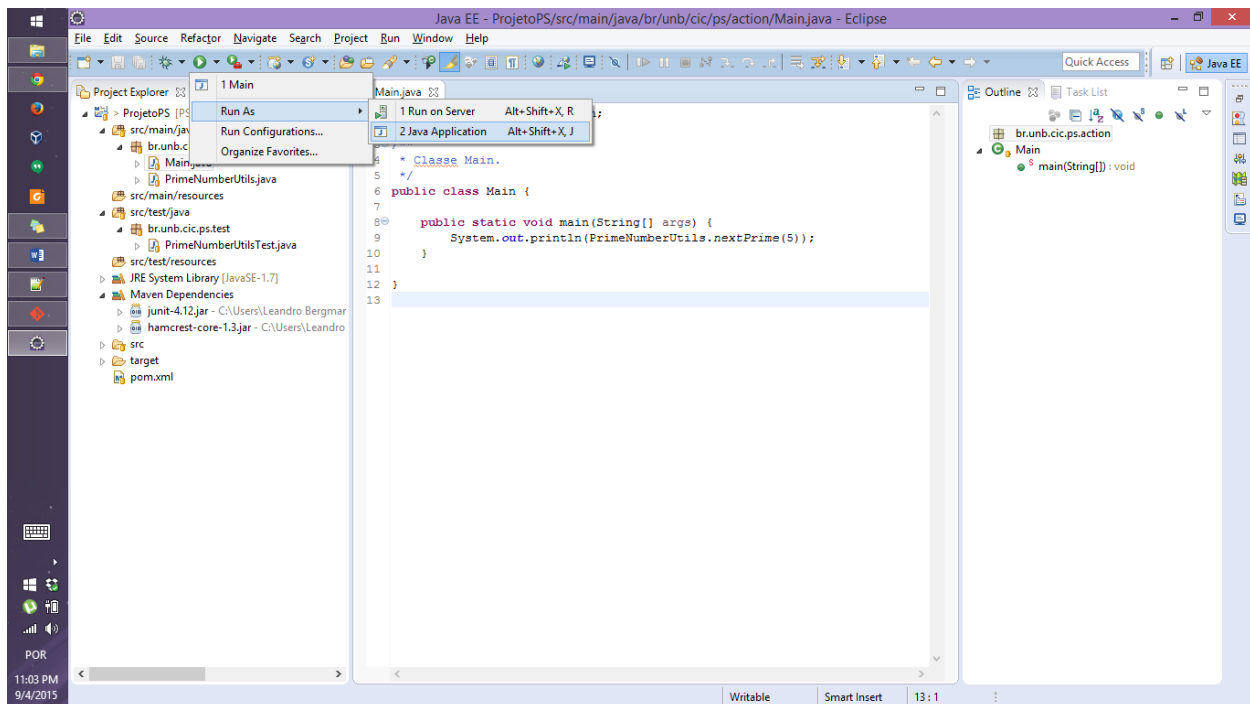 Java EE - ProjetoPS/src/main/java/br/unb/cic/ps/action/Main.java - Eclipse
File Edit Source Refactor Navigate Search Project Run Window Help
Quick Access
Java EE
1 Main
Run As
Run Configurations...
Organize Favorites...
1 Run on Server Alt+Shift+X, R
2 Java Application Alt+Shift+X, J
Project Explorer
> ProjetoPS [PS
src/main/jav
br.unb.c
Main.java
PrimeNumberUtils.java
src/main/resources
src/test/java
br.unb.cic.ps.test
PrimeNumberUtilsTest.java
src/test/resources
JRE System Library [JavaSE-1.7]
Maven Dependencies
junit-4.12.jar - C:\Users\Leandro Bergmar
hamcrest-core-1.3.jar - C:\Users\Leandro
src
target
pom.xml
Main.java
4 * Classe Main.
5 */
6 public class Main {
7
8 public static void main(String[] args) {
9 System.out.println(PrimeNumberUtils.nextPrime(5));
10 }
11
12 }
13
Outline
Task List
br.unb.cic.ps.action
Main
main(String[]) : void
Writable
Smart Insert
13 : 1
POR
11:03 PM
9/4/2015